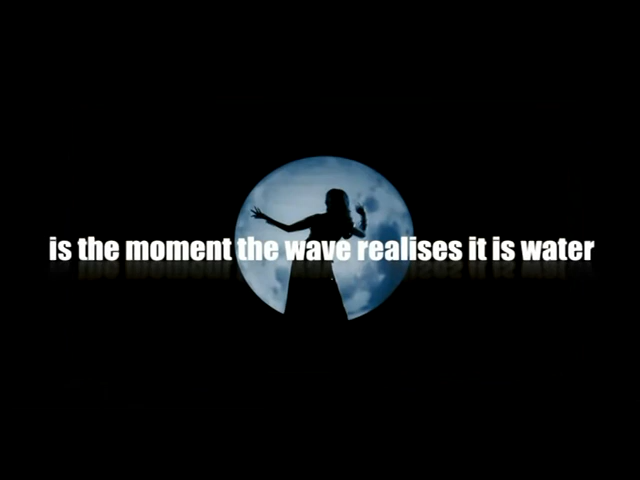 is the moment the wave realises it is water